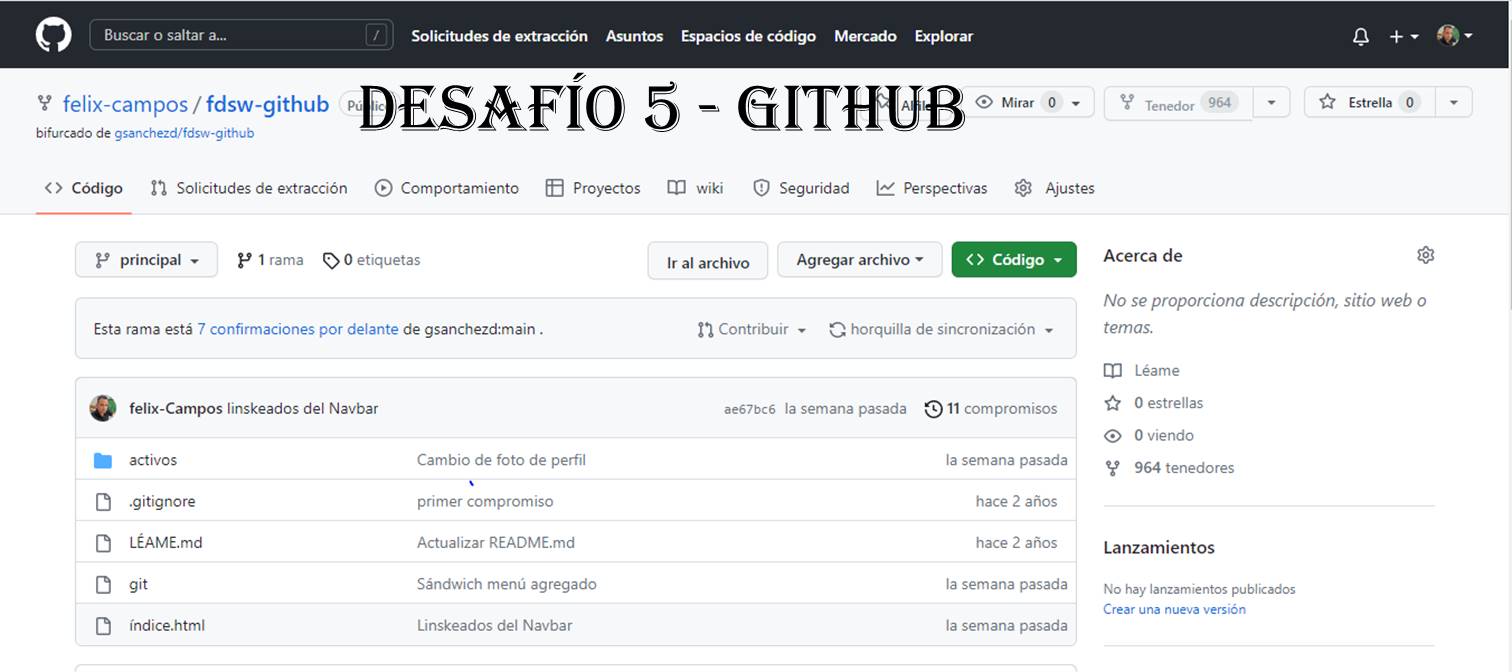 Buscar o saltar a... /
Solicitudes de extracción Asuntos Espacios de código Mercado Explorar
felix-campos / fdsw-github Público
DESAFÍO 5 - GITHUB
Mirar 0 Tenedor 964 Estrella 0
bifurcado de gsanchezd/fdsw-github
Código Solicitudes de extracción Comportamiento Proyectos wiki Seguridad Perspectivas Ajustes
principal 1 rama 0 etiquetas Ir al archivo Agregar archivo Código
Esta rama está 7 confirmaciones por delante de gsanchezd:main .
Contribuir horquilla de sincronización
felix-Campos linskeados del Navbar ae67bc6 la semana pasada 11 compromisos
activos Cambio de foto de perfil la semana pasada
.gitignore primer compromiso hace 2 años
LÉAME.md Actualizar README.md hace 2 años
git Sándwich menú agregado la semana pasada
índice.html Linskeados del Navbar la semana pasada
Acerca de
No se proporciona descripción, sitio web o
temas.
Léame
0 estrellas
0 viendo
964 tenedores
Lanzamientos
No hay lanzamientos publicados
Crear una nueva versión